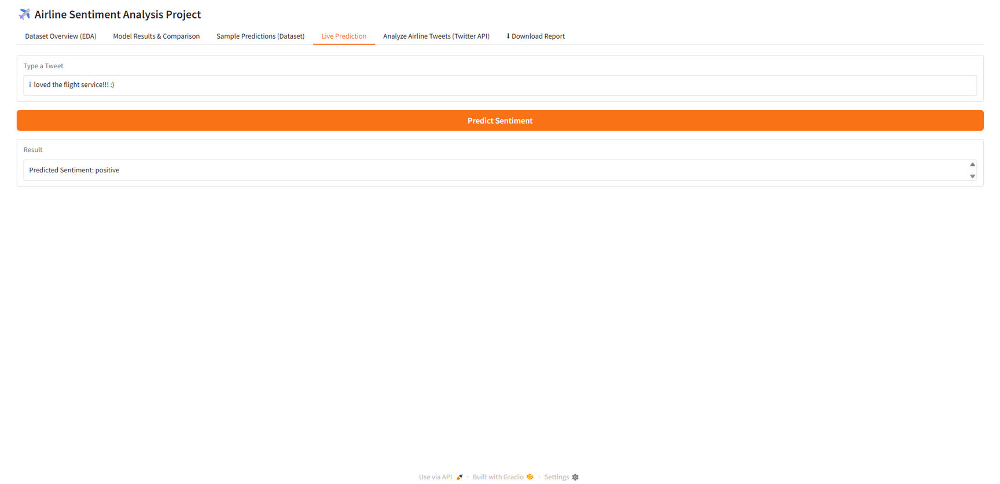 Airline Sentiment Analysis Project
Dataset Overview (EDA) Model Results & Comparison Sample Predictions (Dataset) Live Prediction Analyze Airline Tweets (Twitter API) ⬇ Download Report
Type a Tweet
i  loved the flight service!!! :)
Predict Sentiment
Result
Predicted Sentiment: positive
Use via API · Built with Gradio · Settings